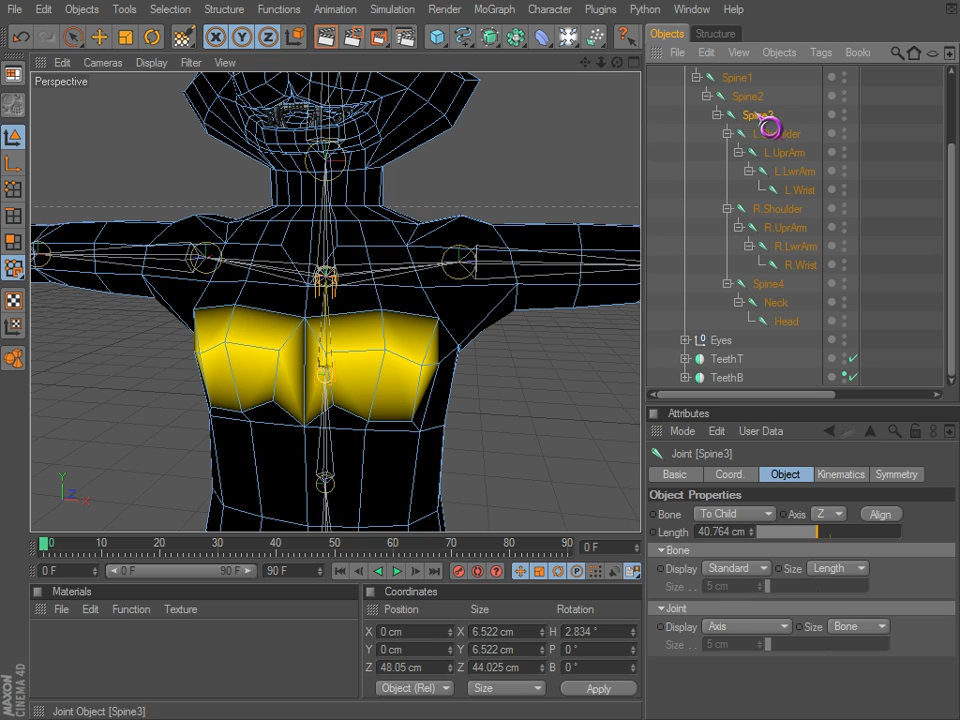 File Edit Objects Tools Selection Structure Functions Animation Simulation Render MoGraph Character Plugins Python Window Help
Edit Cameras Display Filter View
Perspective
Objects Structure
File Edit View Objects Tags Booki
Spine1
Spine2
L.UprArm
L.LwrArm
L.Wrist
R.Shoulder
R.UprArm
R.LwrArm
R.Wrist
Spine4
Neck
Head
Eyes
TeethT
TeethB
Attributes
Mode Edit User Data
Joint [Spine3]
Basic Coord. Object Kinematics Symmetry
Object Properties
Bone To Child Axis Z Align
Length 40.764 cm
Bone
Display Standard Size Length
Size . . 5 cm
Joint
Display Axis Size Bone
Size . . 5 cm
Y
Z
X
0 10 20 30 40 50 60 70 80 90 0 F
0 F 0 F 90 F 90 F
Materials
File Edit Function Texture
Coordinates
Position Size Rotation
X 0 cm X 6.522 cm H 2.834 °
Y 0 cm Y 6.522 cm P 0 °
Z 48.05 cm Z 44.025 cm B 0 °
Object (Rel) Size Apply
MAXON
CINEMA 4D
Joint Object [Spine3]